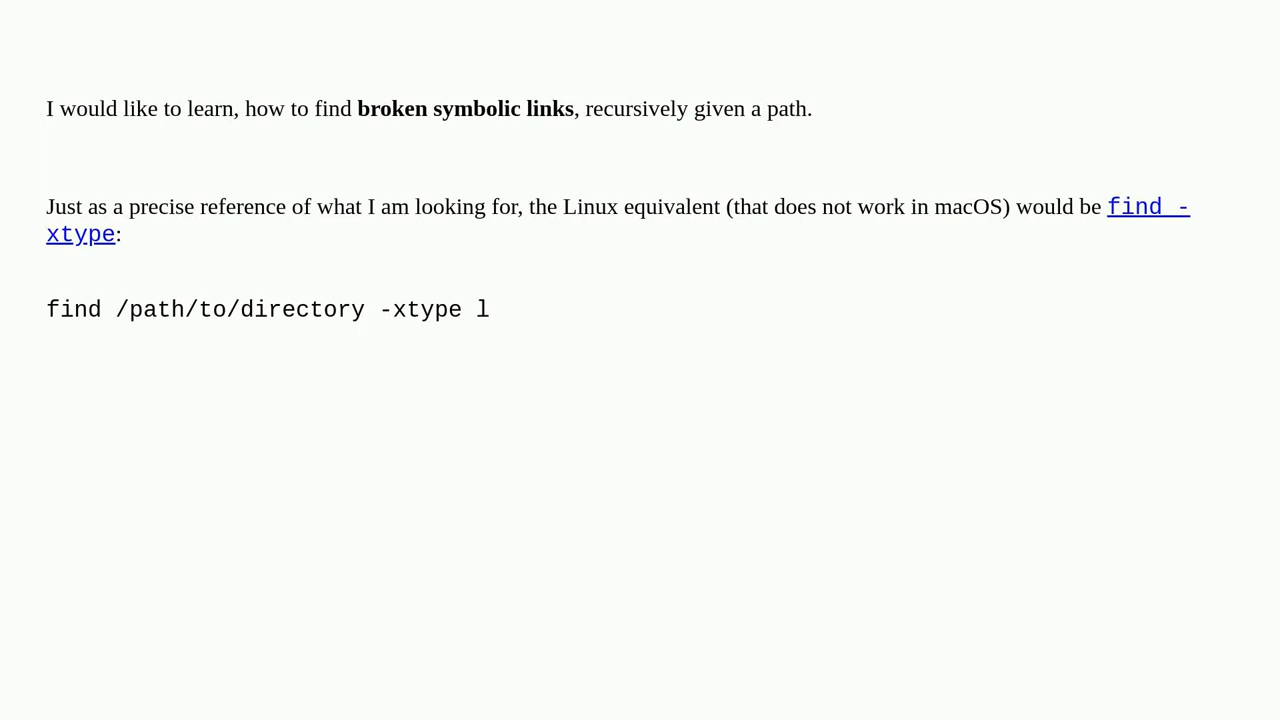 I would like to learn, how to find broken symbolic links, recursively given a path.
Just as a precise reference of what I am looking for, the Linux equivalent (that does not work in macOS) would be find -
xtype:
find /path/to/directory -xtype l